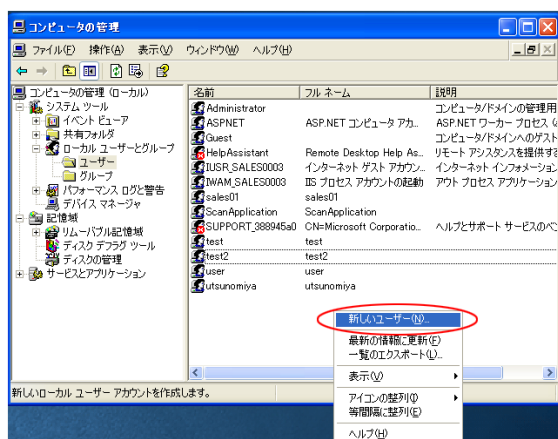 コンピュータの管理
ファイル(F) 操作(A) 表示(V) ウィンドウ(W) ヘルプ(H)
コンピュータの管理 (ローカル)
システム ツール
イベント ビューア
共有フォルダ
ローカル ユーザーとグループ
ユーザー
グループ
パフォーマンス ログと警告
デバイス マネージャ
記憶域
リムーバブル記憶域
ディスク デフラグ ツール
ディスクの管理
サービスとアプリケーション
名前 フル ネーム 説明
Administrator コンピュータ/ドメインの管理用
ASPNET ASP.NET コンピュータ アカ... ASP.NET ワーカー プロセス
Guest コンピュータ/ドメインへのゲスト
HelpAssistant Remote Desktop Help As... リモート アシスタンスを提供する
IUSR_SALES0003 インターネット ゲスト アカウン... インターネット インフォメーション
IWAM_SALES0003 IIS プロセス アカウントの起動 アウト プロセス アプリケーション
sales01 sales01
ScanApplication ScanApplication
SUPPORT_388945a0 CN=Microsoft Corporatio... ヘルプとサポート サービスのベ
test test
test2 test2
user user
utsunomiya utsunomiya
新しいユーザー(N)...
最新の情報に更新(F)
一覧のエクスポート(L)...
表示(V)
アイコンの整列(I)
等間隔に整列(E)
ヘルプ(H)
新しいローカル ユーザー アカウントを作成します。